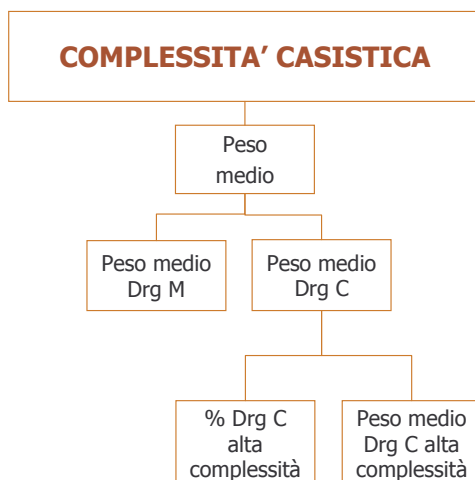 COMPLESSITA’ CASISTICA
Peso
medio
Peso medio
Drg M
Peso medio
Drg C
% Drg C
alta
complessità
Peso medio
Drg C alta
complessità